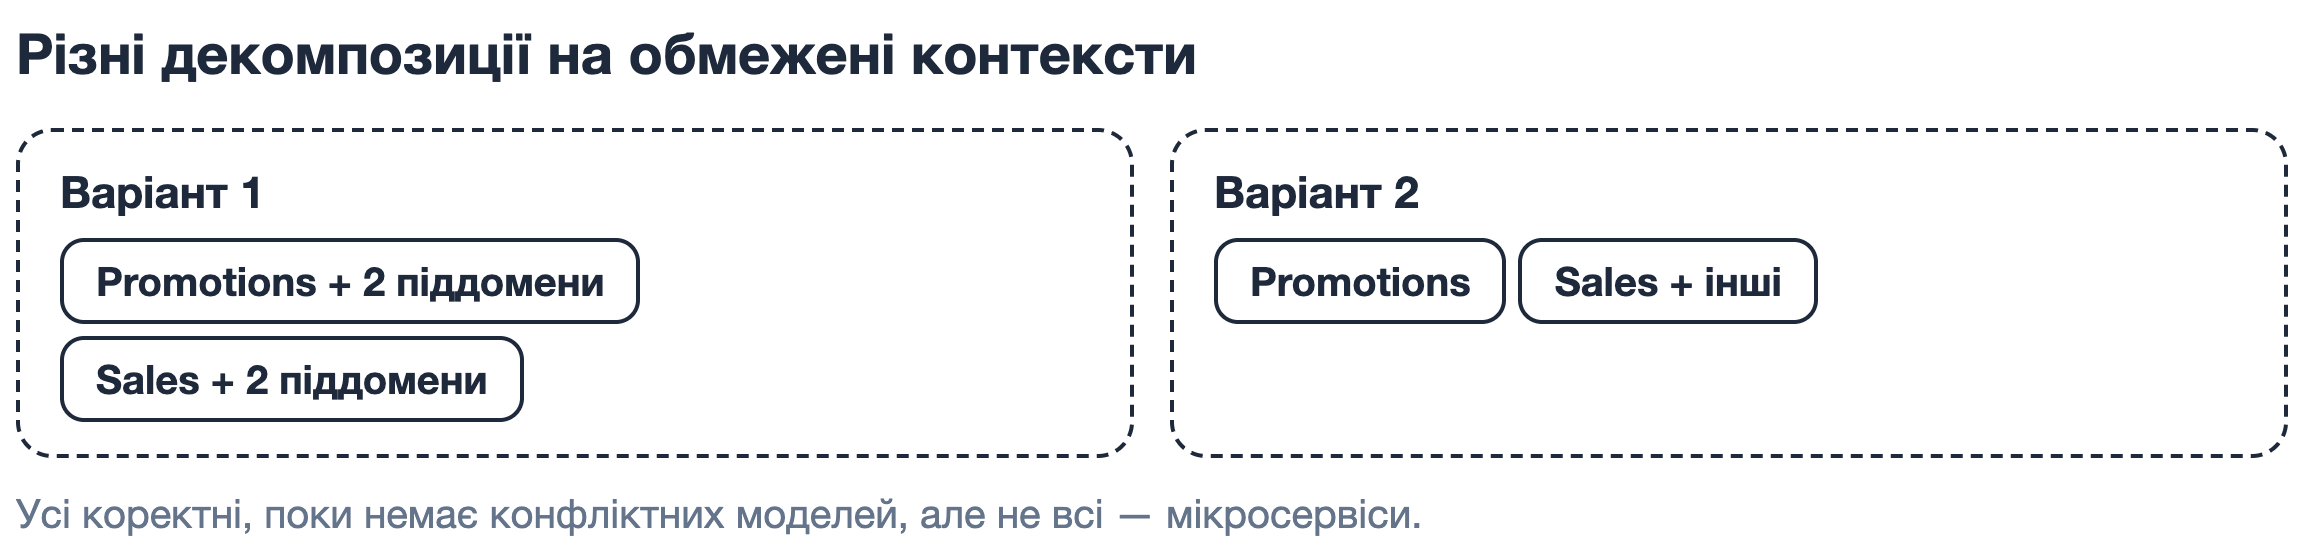 Різні декомпозиції на обмежені контексти
Варіант 1
Promotions + 2 піддомени
Sales + 2 піддомени
Варіант 2
Promotions
Sales + інші
Усі коректні, поки немає конфліктних моделей, але не всі — мікросервіси.